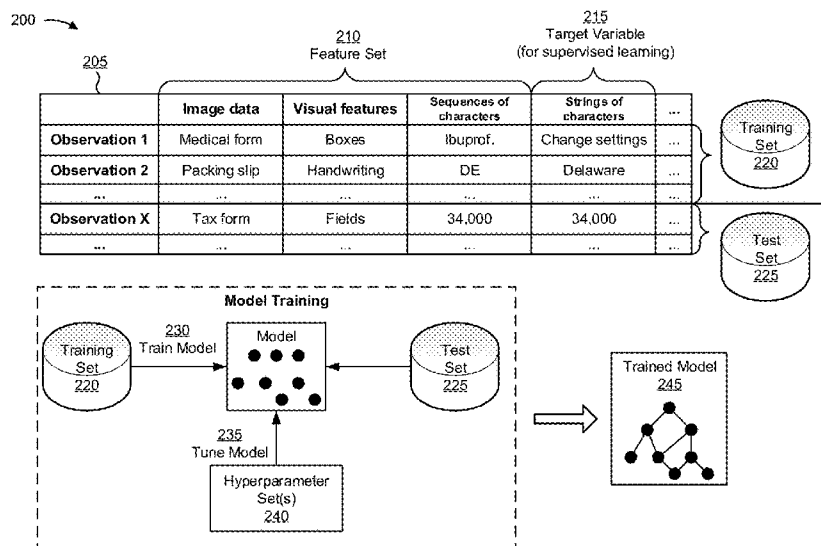 200
205
210
Feature Set
215
Target Variable
(for supervised learning)
Image data Visual features Sequences of characters Strings of characters ...
Observation 1 Medical form Boxes Ibuprof. Change settings ...
Observation 2 Packing slip Handwriting DE Delaware ...
... ... ... ... ... ...
Observation X Tax form Fields 34,000 34,000 ...
... ... ... ... ... ...
Training
Set
220
Test
Set
225
Model Training
Training
Set
220
230
Train Model
Model
Test
Set
225
235
Tune Model
Hyperparameter
Set(s)
240
Trained Model
245